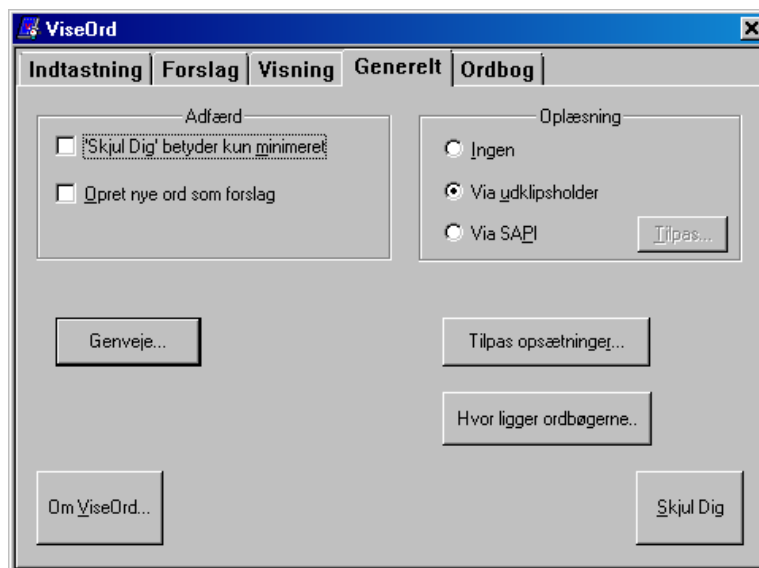 ViseOrd
Indtastning Forslag Visning Generelt Ordbog
Adfærd
'Skjul Dig' betyder kun minimeret
Opret nye ord som forslag
Oplæsning
Ingen
Via udklipsholder
Via SAPI
Tilpas...
Genveje...
Tilpas opsætninger...
Hvor ligger ordbøgerne..
Om ViseOrd...
Skjul Dig